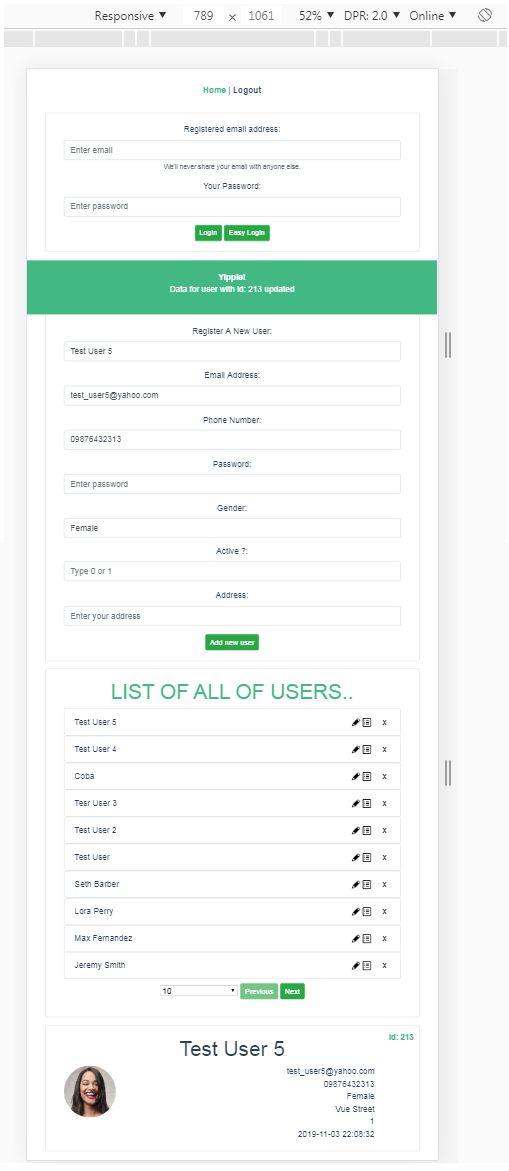 Responsive ▼ 789 × 1061 52% ▼ DPR: 2.0 ▼ Online ▼
Home | Logout
Registered email address:
Enter email
We'll never share your email with anyone else.
Your Password:
Enter password
Login Easy Login
Yippie!
Data for user with id: 213 updated
Register A New User:
Test User 5
Email Address:
test_user5@yahoo.com
Phone Number:
09876432313
Password:
Enter password
Gender:
Female
Active ?:
Type 0 or 1
Address:
Enter your address
Add new user
LIST OF ALL OF USERS..
Test User 5 x
Test User 4 x
Coba x
Tesr User 3 x
Test User 2 x
Test User x
Seth Barber x
Lora Perry x
Max Fernandez x
Jeremy Smith x
10 Previous Next
Id: 213
Test User 5
test_user5@yahoo.com
09876432313
Female
Vue Street
1
2019-11-03 22:08:32